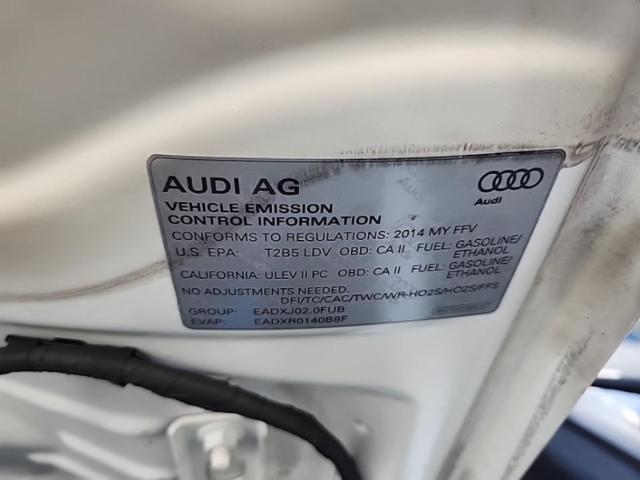 AUDI AG
Audi
VEHICLE EMISSION
CONTROL INFORMATION
CONFORMS TO REGULATIONS: 2014 MY FFV
U.S. EPA: T2B5 LDV OBD: CA II FUEL: GASOLINE/
ETHANOL
CALIFORNIA: ULEV II PC OBD: CA II FUEL: GASOLINE/
ETHANOL
NO ADJUSTMENTS NEEDED.
DFI/TC/CAC/TWC/WR-HO2S/HO2S/FFS
GROUP: EADXJ02.0FUB
EVAP: EADXR0140B8F